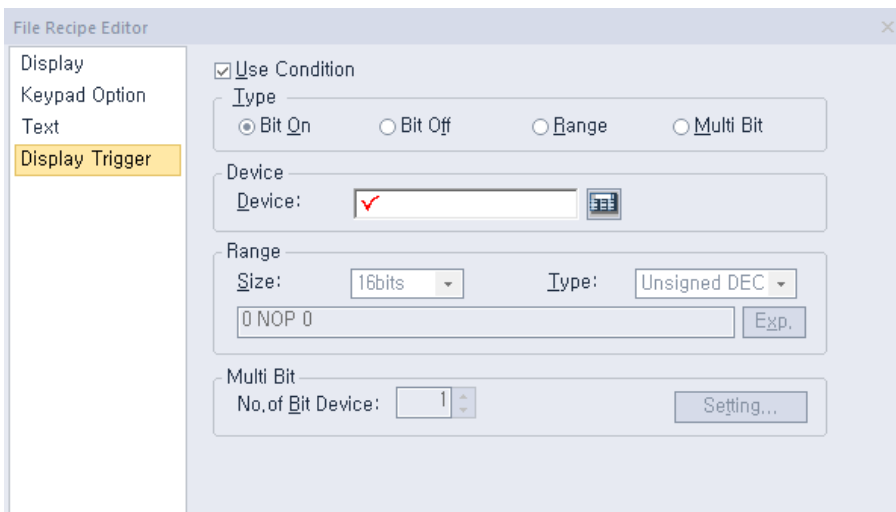 File Recipe Editor
Display
Keypad Option
Text
Display Trigger
Use Condition
Type
Bit On
Bit Off
Range
Multi Bit
Device
Device:
Range
Size:
16bits
Type:
Unsigned DEC
0 NOP 0
Exp.
Multi Bit
No.of Bit Device:
1
Setting...